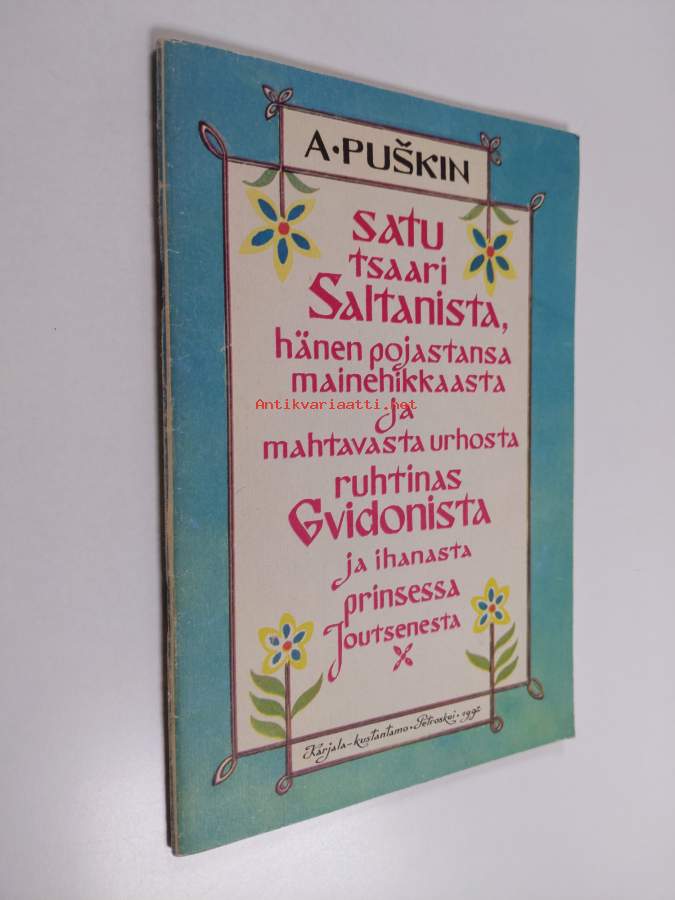 A·PUŠKIN
satu
tsaari
Saltanista,
hänen pojastansa
mainehikkaasta
Antikvariaatti.net
ja
mahtavasta urhosta
ruhtinas
Gvidonista
ja ihanasta
prinsessa
Joutsenesta
Karjala-kustantamo·Petroskoi·1992